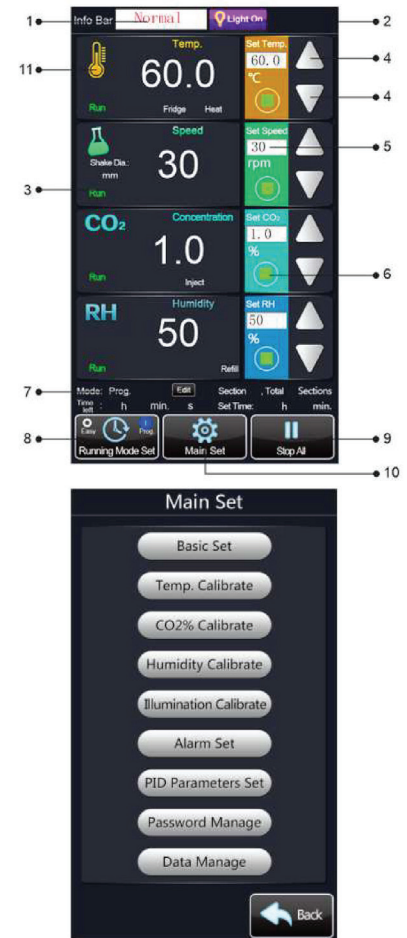 1 Info Bar Normal Light On 2
11 Temp. Set Temp.
60.0 60.0 4
℃
Run Fridge Heat 4
Speed Set Speed
Shake Dia.: 30 30 5
mm rpm
3 Run
CO₂ Concentration Set CO₂
1.0 1.0
% 6
Run Inject
RH Humidity Set RH
50 50
%
Run Refill
7 Mode: Prog. Edit Section , Total Sections
Time left : h min. s Set Time: h min.
8 Easy Prog. 9
Running Mode Set Main Set Stop All
10
Main Set
Basic Set
Temp. Calibrate
CO2% Calibrate
Humidity Calibrate
Illumination Calibrate
Alarm Set
PID Parameters Set
Password Manage
Data Manage
Back